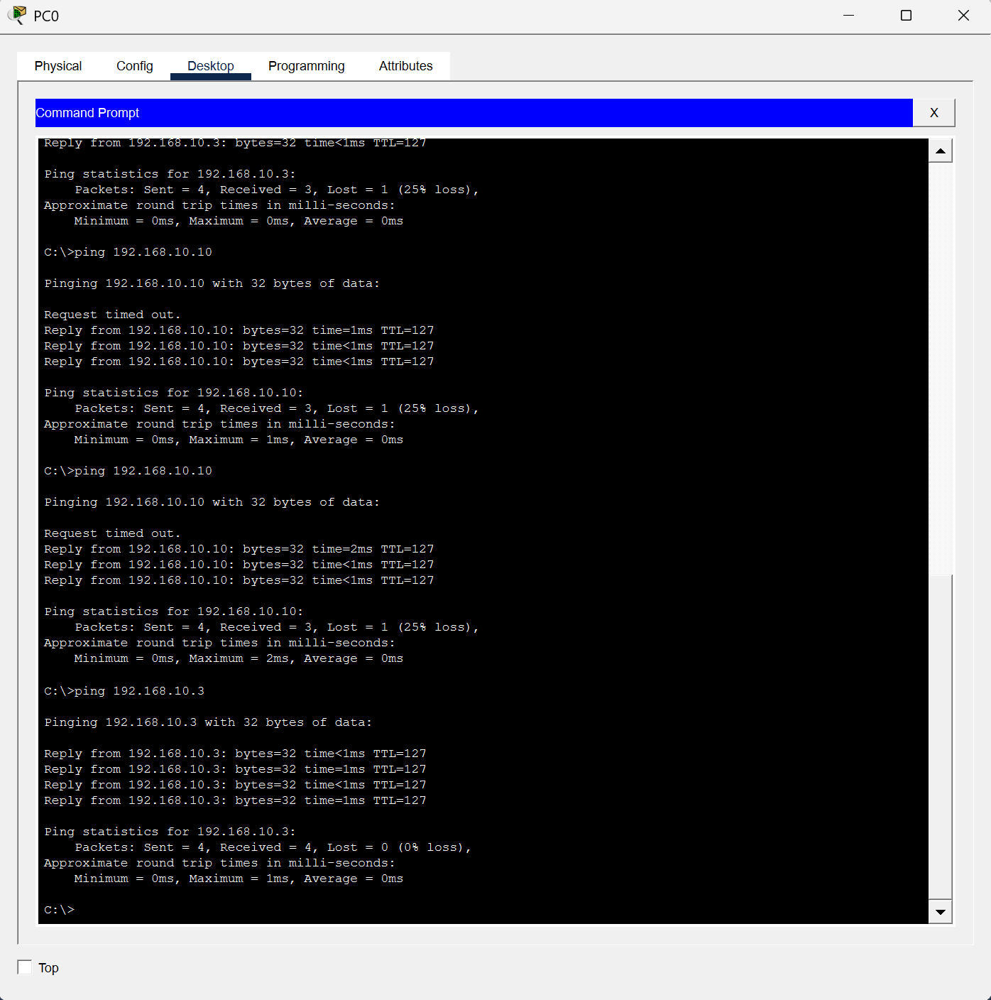 PC0
Physical Config Desktop Programming Attributes
Command Prompt X
Reply from 192.168.10.3: bytes=32 time<1ms TTL=127
Ping statistics for 192.168.10.3:
Packets: Sent = 4, Received = 3, Lost = 1 (25% loss),
Approximate round trip times in milli-seconds:
Minimum = 0ms, Maximum = 0ms, Average = 0ms
C:\>ping 192.168.10.10
Pinging 192.168.10.10 with 32 bytes of data:
Request timed out.
Reply from 192.168.10.10: bytes=32 time=1ms TTL=127
Reply from 192.168.10.10: bytes=32 time<1ms TTL=127
Reply from 192.168.10.10: bytes=32 time<1ms TTL=127
Ping statistics for 192.168.10.10:
Packets: Sent = 4, Received = 3, Lost = 1 (25% loss),
Approximate round trip times in milli-seconds:
Minimum = 0ms, Maximum = 1ms, Average = 0ms
C:\>ping 192.168.10.10
Pinging 192.168.10.10 with 32 bytes of data:
Request timed out.
Reply from 192.168.10.10: bytes=32 time=2ms TTL=127
Reply from 192.168.10.10: bytes=32 time<1ms TTL=127
Reply from 192.168.10.10: bytes=32 time<1ms TTL=127
Ping statistics for 192.168.10.10:
Packets: Sent = 4, Received = 3, Lost = 1 (25% loss),
Approximate round trip times in milli-seconds:
Minimum = 0ms, Maximum = 2ms, Average = 0ms
C:\>ping 192.168.10.3
Pinging 192.168.10.3 with 32 bytes of data:
Reply from 192.168.10.3: bytes=32 time<1ms TTL=127
Reply from 192.168.10.3: bytes=32 time=1ms TTL=127
Reply from 192.168.10.3: bytes=32 time<1ms TTL=127
Reply from 192.168.10.3: bytes=32 time=1ms TTL=127
Ping statistics for 192.168.10.3:
Packets: Sent = 4, Received = 4, Lost = 0 (0% loss),
Approximate round trip times in milli-seconds:
Minimum = 0ms, Maximum = 1ms, Average = 0ms
C:\>
Top